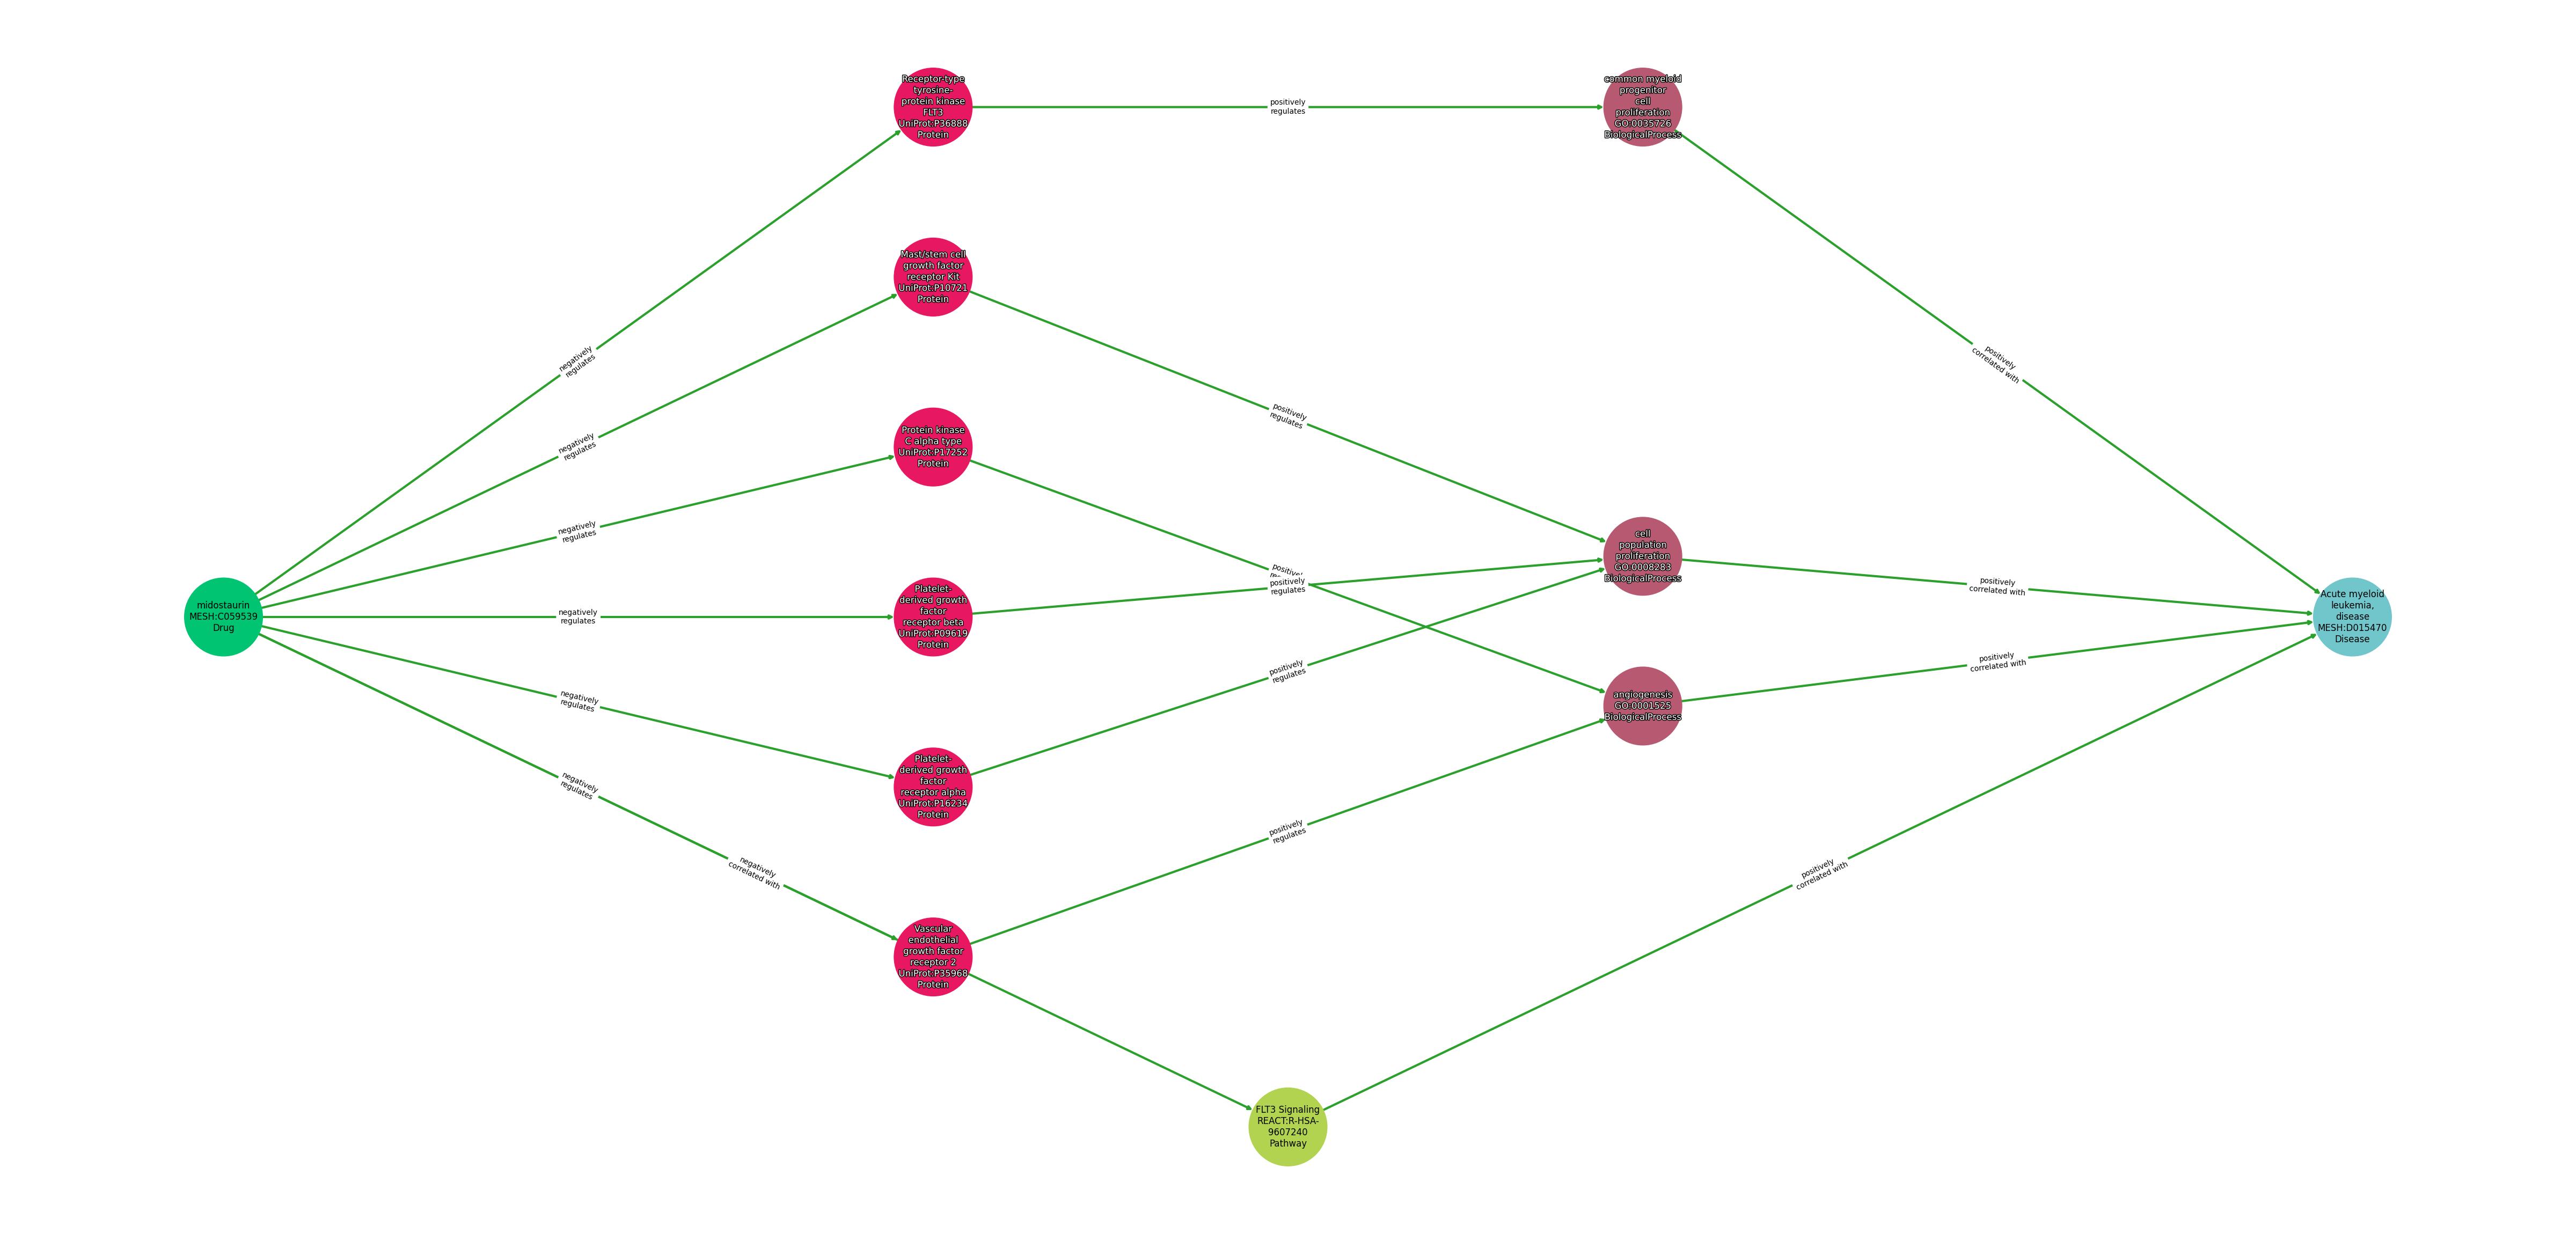 Receptor-type
tyrosine-
protein kinase
FLT3
UniProt:P36888
Protein
positively
regulates
common myeloid
progenitor
cell
proliferation
GO:0035726
BiologicalProcess
Mast/stem cell
growth factor
receptor Kit
UniProt:P10721
Protein
negatively
regulates
positively
correlated with
negatively
regulates
positively
regulates
Protein kinase
C alpha type
UniProt:P17252
Protein
negatively
regulates
positively
regulates
cell
population
proliferation
GO:0008283
BiologicalProcess
positively
correlated with
midostaurin
MESH:C059539
Drug
negatively
regulates
Platelet-
derived growth
factor
receptor beta
UniProt:P09619
Protein
Acute myeloid
leukemia,
disease
MESH:D015470
Disease
positively
regulates
positively
correlated with
negatively
regulates
angiogenesis
GO:0001525
BiologicalProcess
Platelet-
derived growth
factor
receptor alpha
UniProt:P16234
Protein
negatively
regulates
positively
regulates
negatively
correlated with
positively
correlated with
Vascular
endothelial
growth factor
receptor 2
UniProt:P35968
Protein
FLT3 Signaling
REACT:R-HSA-
9607240
Pathway